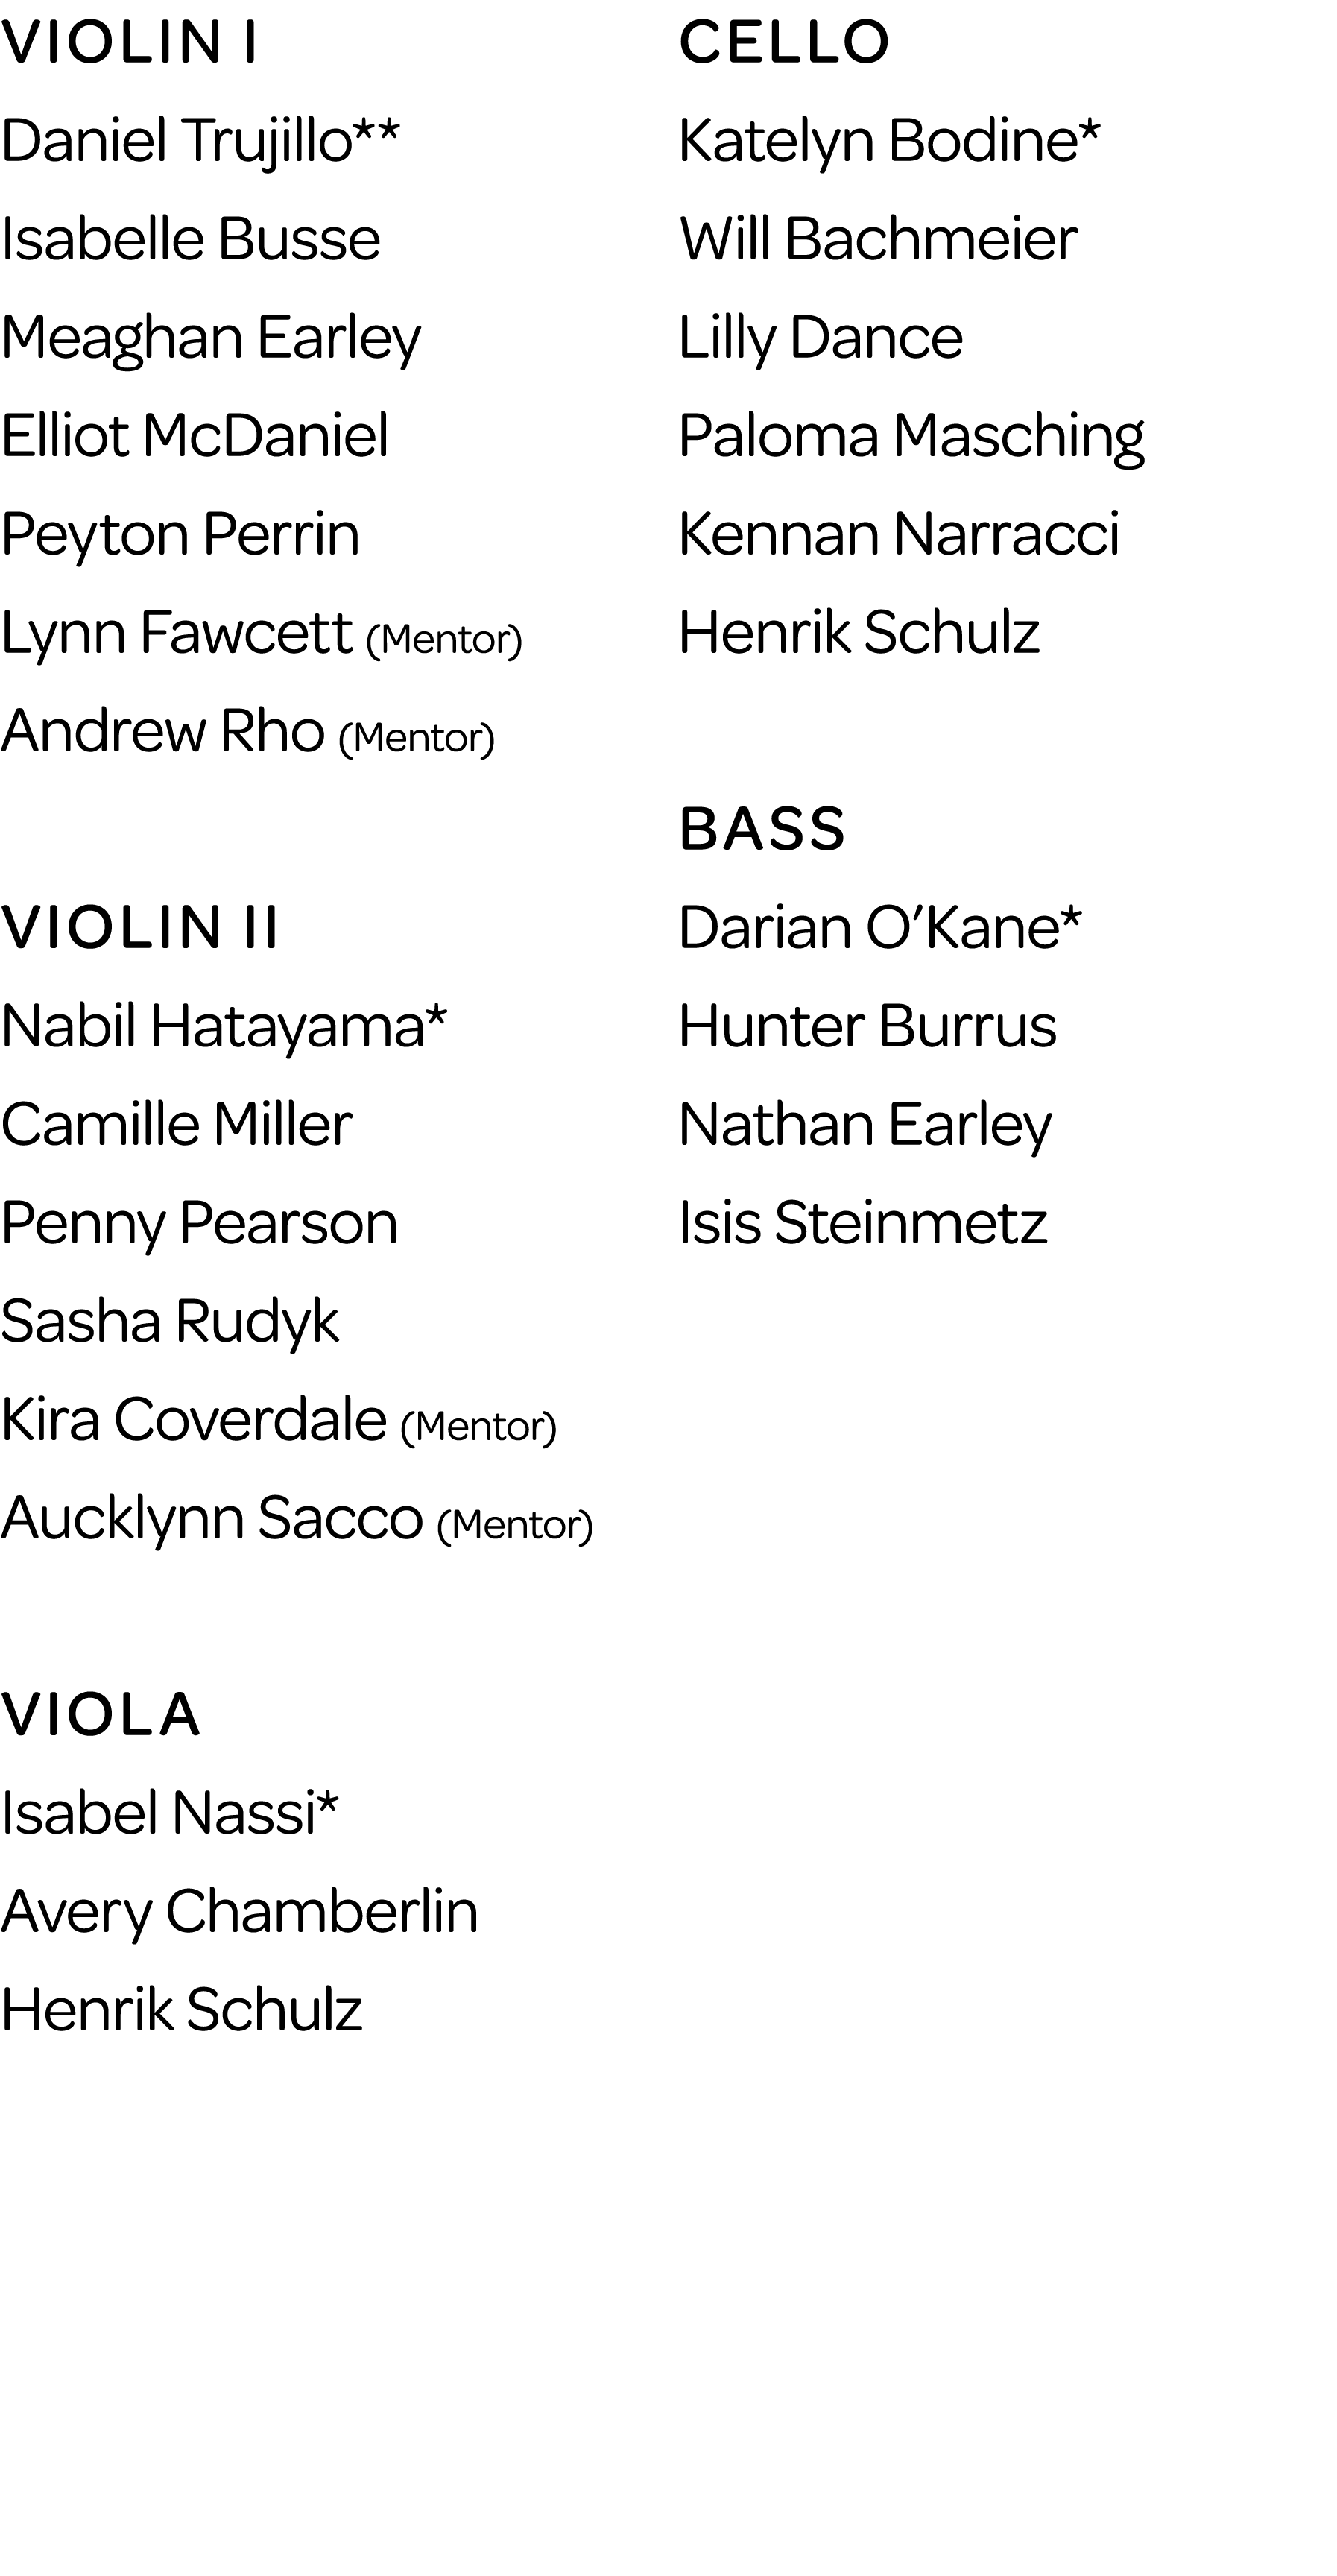 VIOLIN I
Daniel Trujillo**
Isabelle Busse
Meaghan Earley
Elliot McDaniel
Peyton Perrin
Lynn Fawcett (Mentor)
Andrew Rho (Mentor)
VIOLIN II
Nabil Hatayama*
Camille Miller
Penny Pearson
Sasha Rudyk
Kira Coverdale (Mentor)
Aucklynn Sacco (Mentor)
VIOLA
Isabel Nassi*
Avery Chamberlin
Henrik Schulz
CELLO
Katelyn Bodine*
Will Bachmeier
Lilly Dance
Paloma Masching
Kennan Narracci
Henrik Schulz
BASS
Darian O’Kane*
Hunter Burrus
Nathan Earley
Isis Steinmetz